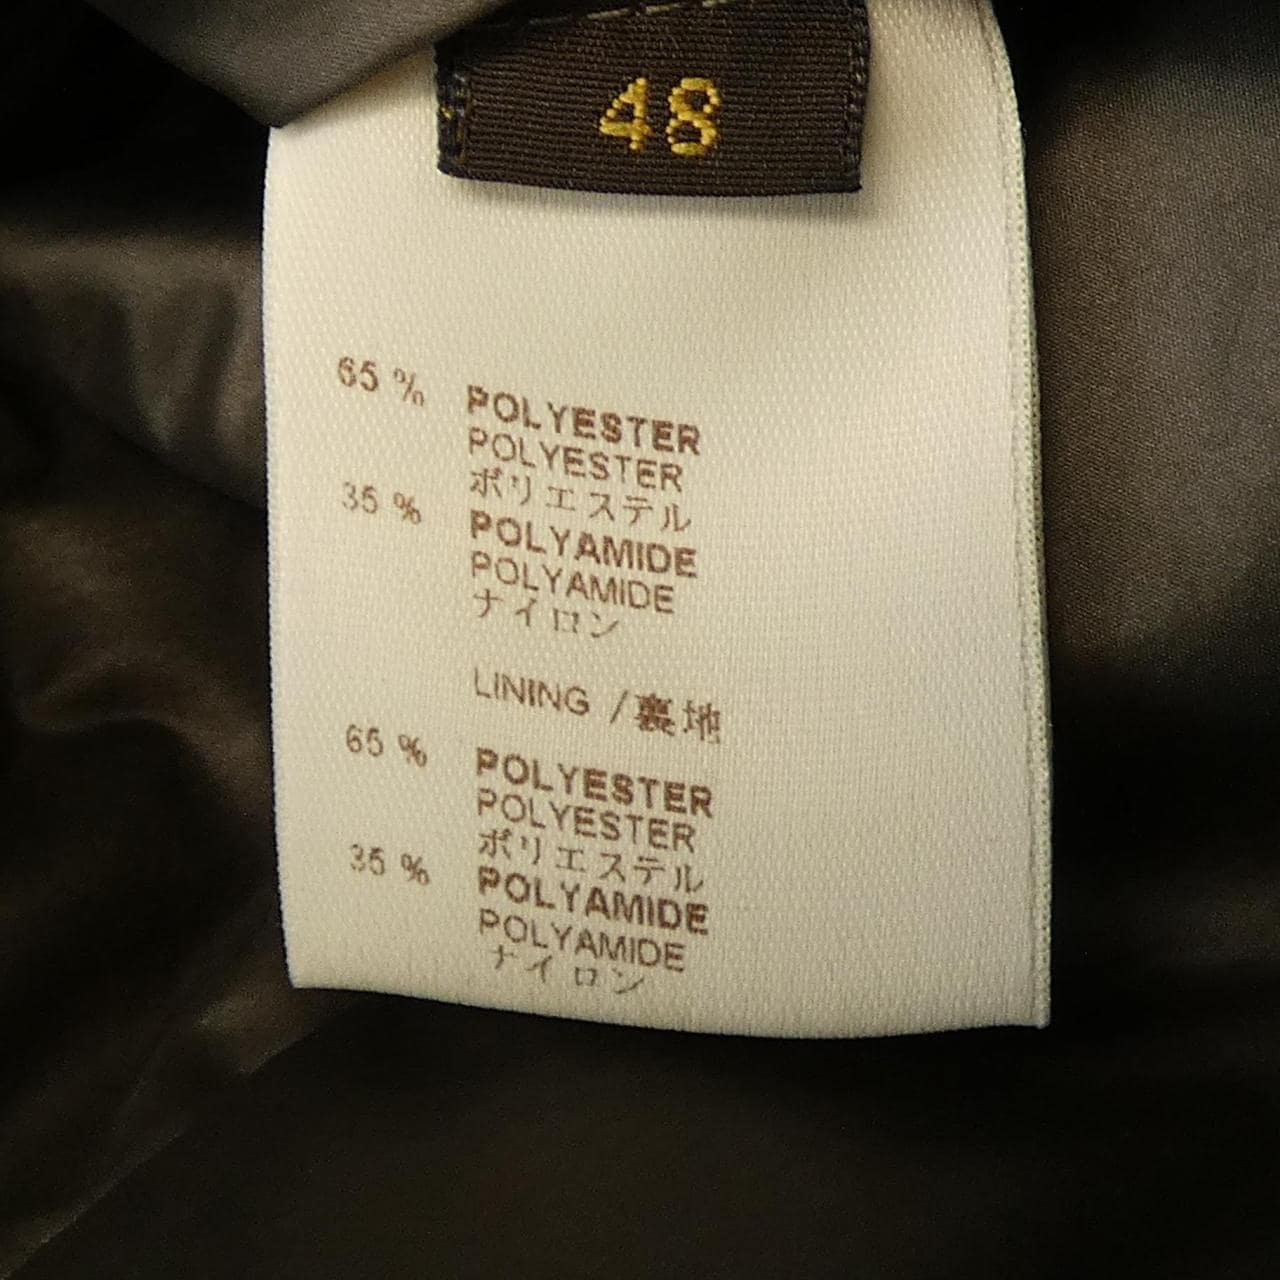 48
65 % POLYESTER
POLYESTER
ポリエステル
35 % POLYAMIDE
POLYAMIDE
ナイロン
LINING / 裏地
65 % POLYESTER
POLYESTER
ポリエステル
35 % POLYAMIDE
POLYAMIDE
ナイロン